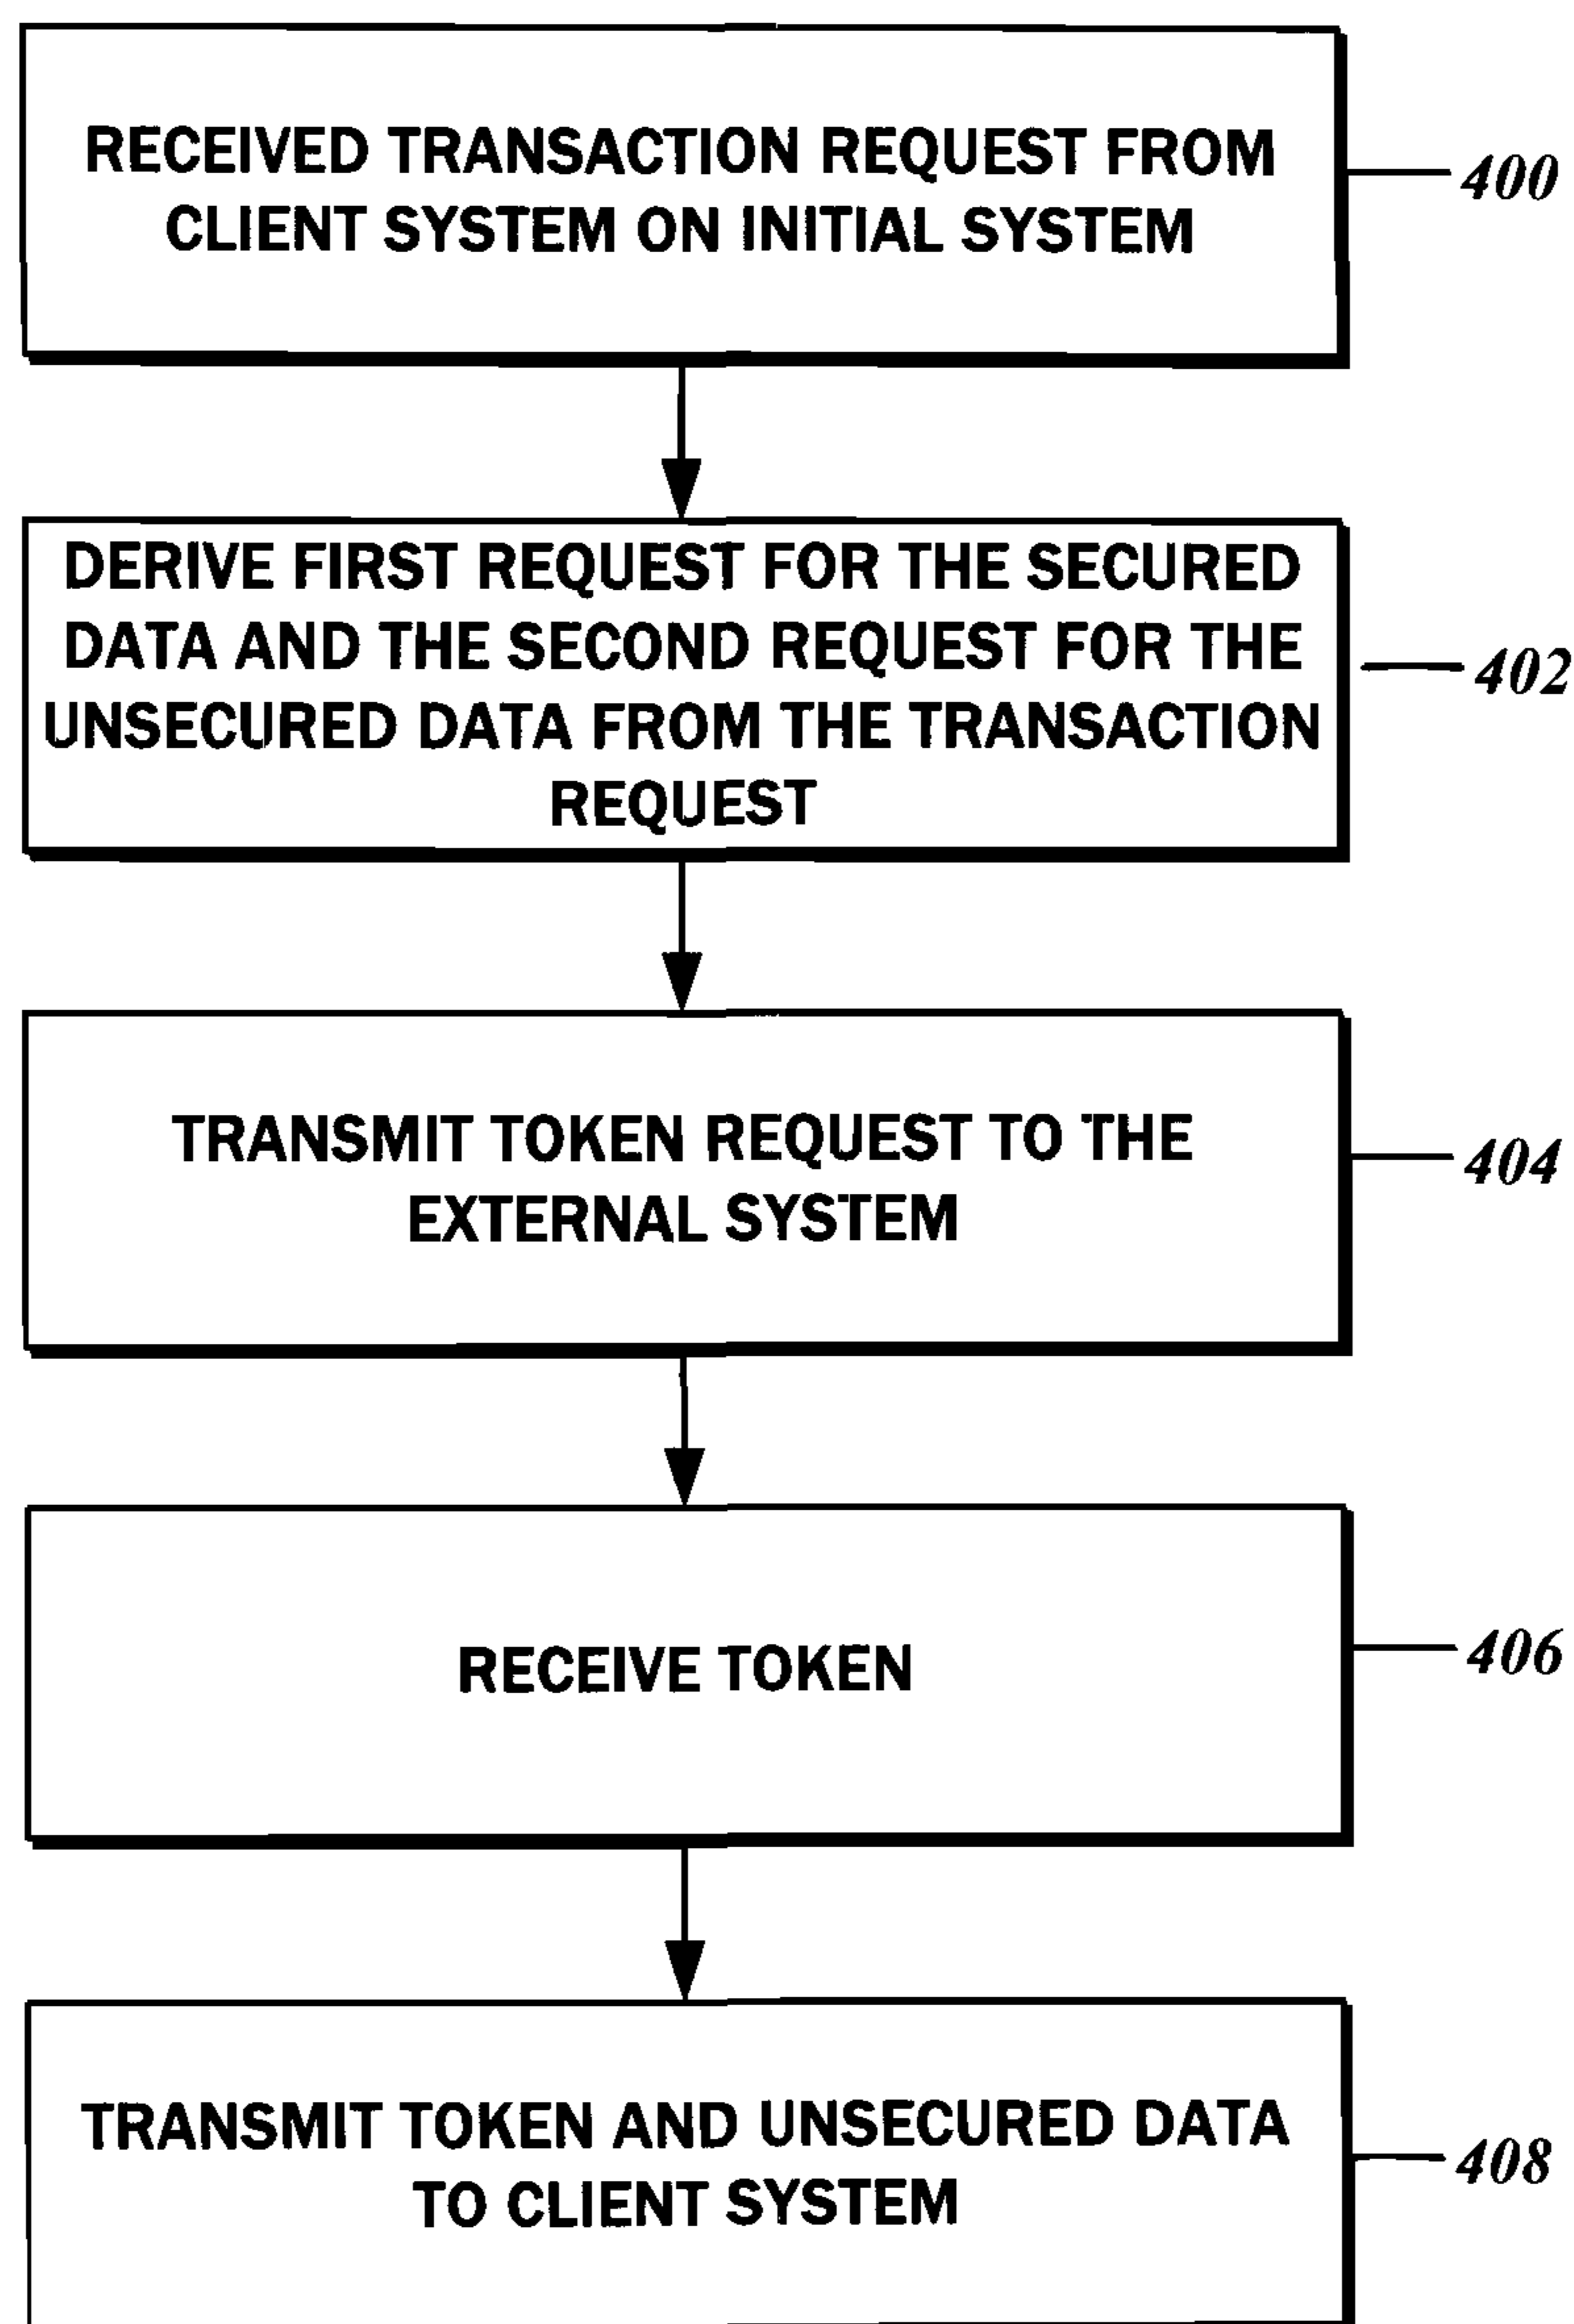 RECEIVED TRANSACTION REQUEST FROM
CLIENT SYSTEM ON INITIAL SYSTEM
400
DERIVE FIRST REQUEST FOR THE SECURED
DATA AND THE SECOND REQUEST FOR THE
UNSECURED DATA FROM THE TRANSACTION
REQUEST
402
TRANSMIT TOKEN REQUEST TO THE
EXTERNAL SYSTEM
404
RECEIVE TOKEN
406
TRANSMIT TOKEN AND UNSECURED DATA
TO CLIENT SYSTEM
408